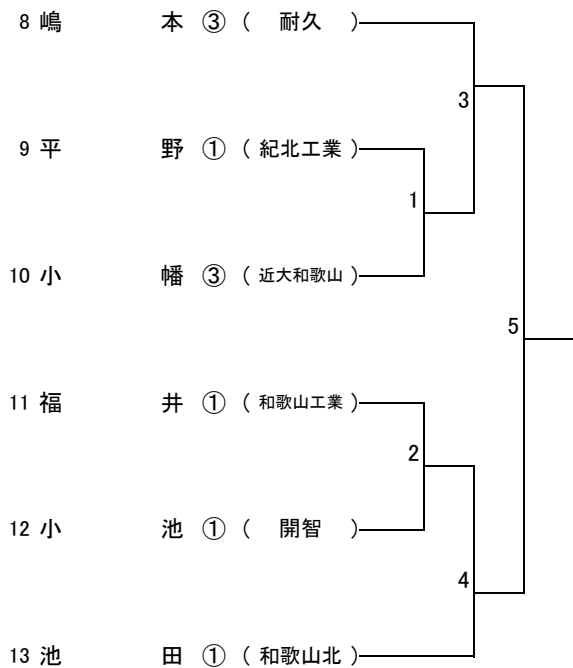 8 嶋 本 ③ ( 耐久 )
3
9 平 野 ① ( 紀北工業 )
1
10 小 幡 ③ ( 近大和歌山 )
5
11 福 井 ① ( 和歌山工業 )
2
12 小 池 ① ( 開智 )
4
13 池 田 ① ( 和歌山北 )